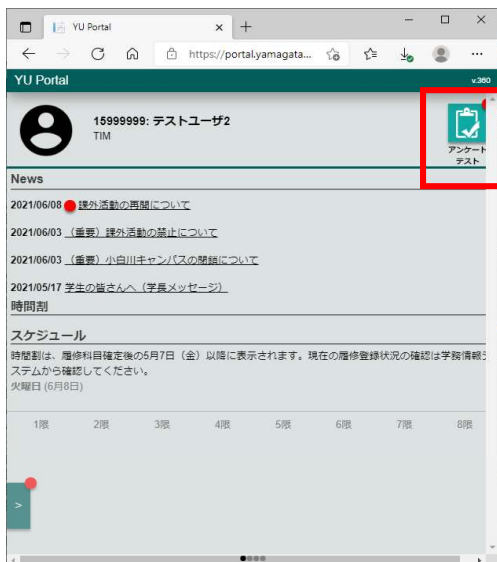 YU Portal
https://portal.yamagata...
YU Portal
v.360
15999999: テストユーザ2
TIM
アンケート
テスト
News
2021/06/08 課外活動の再開について
2021/06/03 （重要）課外活動の禁止について
2021/06/03 （重要）小白川キャンパスの閉鎖について
2021/05/17 学生の皆さんへ（学長メッセージ）
時間割
スケジュール
時間割は、履修科目確定後の5月7日（金）以降に表示されます。現在の履修登録状況の確認は学務情報シ
ステムから確認してください。
火曜日 (6月8日)
1限 2限 3限 4限 5限 6限 7限 8限
>